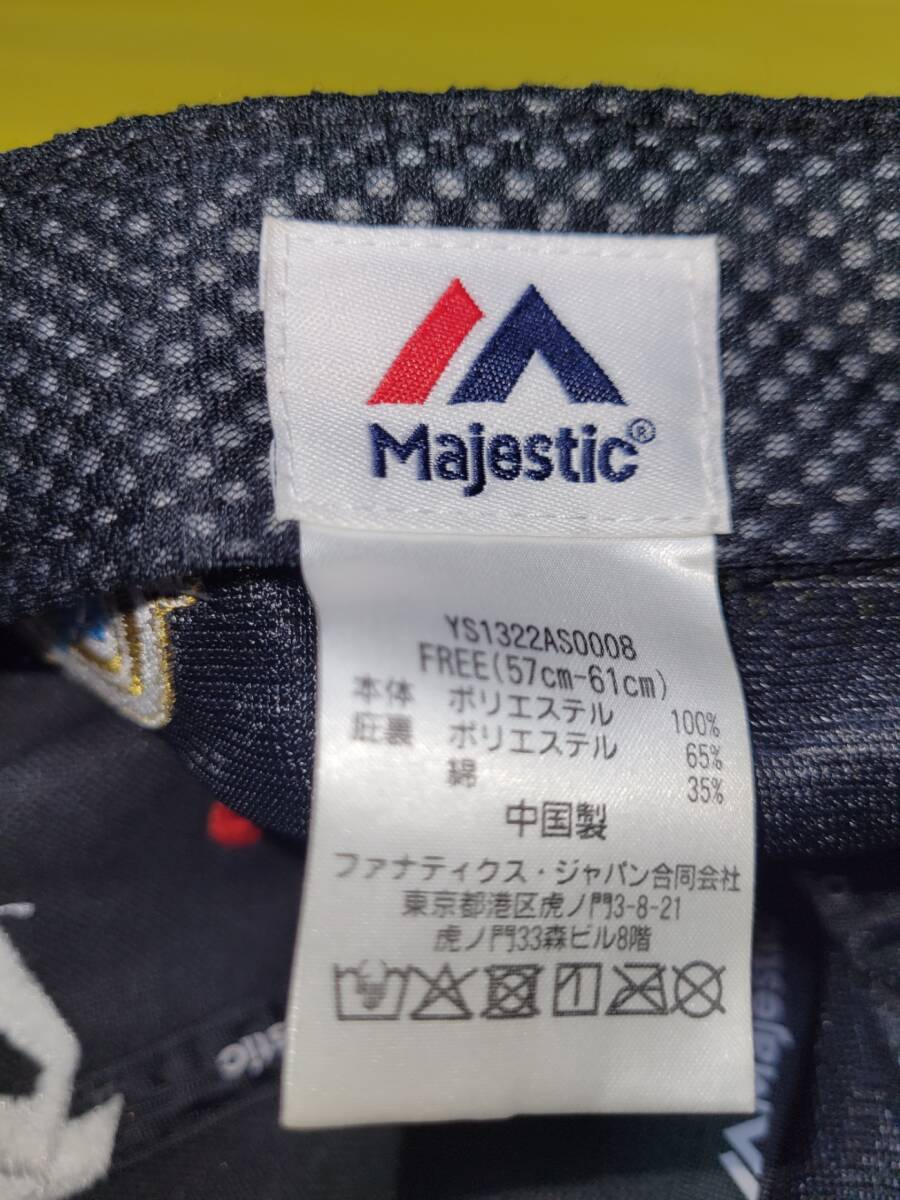 Majestic®
YS1322AS0008
FREE(57cm-61cm)
本体 ポリエステル 100%
庇裏 ポリエステル 65%
綿 35%
中国製
ファナティクス・ジャパン合同会社
東京都港区虎ノ門3-8-21
虎ノ門33森ビル8階
stic